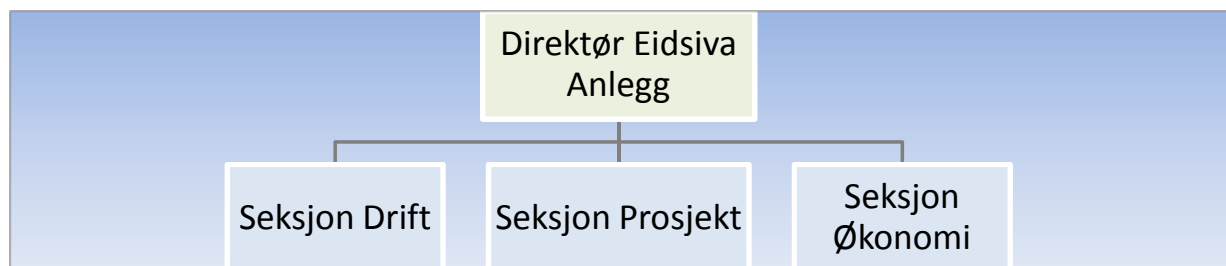 Direktør Eidsiva
Anlegg
Seksjon Drift
Seksjon Prosjekt
Seksjon
Økonomi